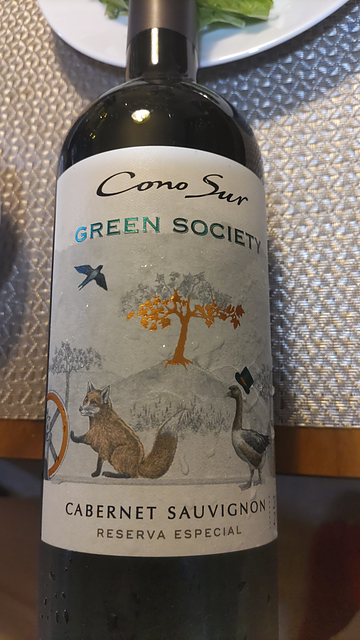 Cono Sur
GREEN SOCIETY
CABERNET SAUVIGNON
RESERVA ESPECIAL